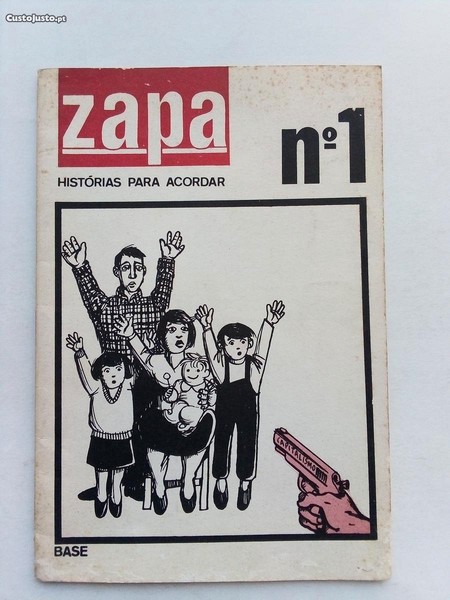 CustoJusto.pt
zapa
nº1
HISTÓRIAS PARA ACORDAR
CAPITALISMO
BASE